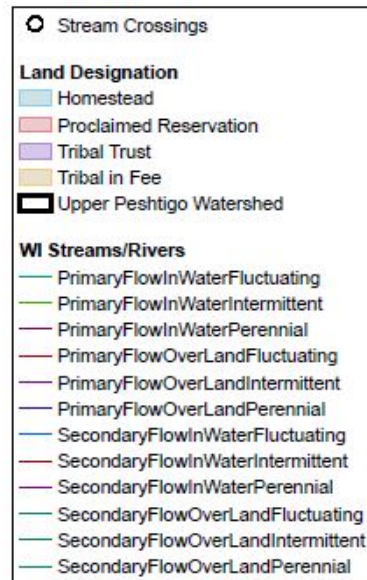 Stream Crossings
Land Designation
Homestead
Proclaimed Reservation
Tribal Trust
Tribal in Fee
Upper Peshtigo Watershed
WI Streams/Rivers
PrimaryFlowInWaterFluctuating
PrimaryFlowInWaterIntermittent
PrimaryFlowInWaterPerennial
PrimaryFlowOverLandFluctuating
PrimaryFlowOverLandIntermittent
PrimaryFlowOverLandPerennial
SecondaryFlowInWaterFluctuating
SecondaryFlowInWaterIntermittent
SecondaryFlowInWaterPerennial
SecondaryFlowOverLandFluctuating
SecondaryFlowOverLandIntermittent
SecondaryFlowOverLandPerennial